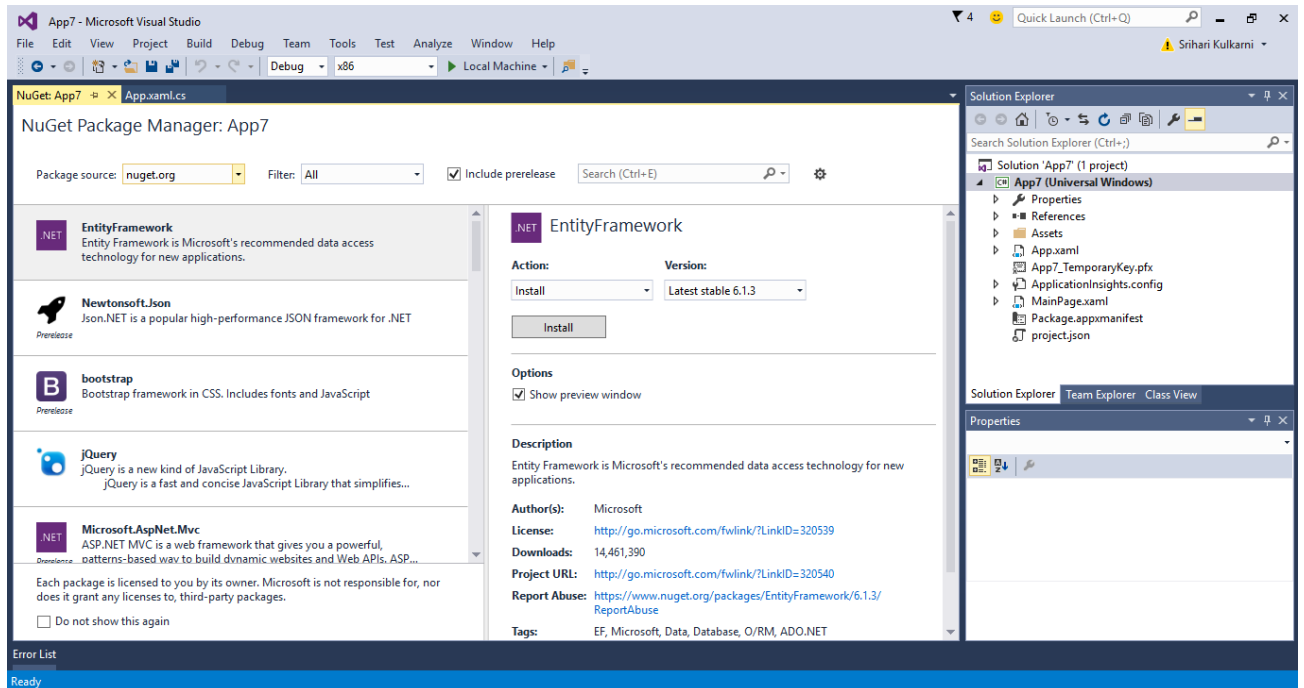 App7 - Microsoft Visual Studio
4
Quick Launch (Ctrl+Q)
File Edit View Project Build Debug Team Tools Test Analyze Window Help
Srihari Kulkarni
Debug x86 Local Machine
NuGet: App7 App.xaml.cs
NuGet Package Manager: App7
Package source: nuget.org Filter: All Include prerelease Search (Ctrl+E)
.NET
EntityFramework
Entity Framework is Microsoft's recommended data access
technology for new applications.
Newtonsoft.Json
Json.NET is a popular high-performance JSON framework for .NET
Prerelease
B
bootstrap
Bootstrap framework in CSS. Includes fonts and JavaScript
Prerelease
jQuery
jQuery is a new kind of JavaScript Library.
jQuery is a fast and concise JavaScript Library that simplifies...
.NET
Microsoft.AspNet.Mvc
ASP.NET MVC is a web framework that gives you a powerful,
patterns-based way to build dynamic websites and Web APIs. ASP...
Prerelease
Each package is licensed to you by its owner. Microsoft is not responsible for, nor
does it grant any licenses to, third-party packages.
Do not show this again
.NET EntityFramework
Action: Version:
Install Latest stable 6.1.3
Install
Options
Show preview window
Description
Entity Framework is Microsoft's recommended data access technology for new
applications.
Author(s): Microsoft
License: http://go.microsoft.com/fwlink/?LinkID=320539
Downloads: 14,461,390
Project URL: http://go.microsoft.com/fwlink/?LinkID=320540
Report Abuse: https://www.nuget.org/packages/EntityFramework/6.1.3/
ReportAbuse
Tags: EF, Microsoft, Data, Database, O/RM, ADO.NET
Solution Explorer
Search Solution Explorer (Ctrl+;)
Solution 'App7' (1 project)
C# App7 (Universal Windows)
Properties
References
Assets
App.xaml
App7_TemporaryKey.pfx
ApplicationInsights.config
MainPage.xaml
Package.appxmanifest
project.json
Solution Explorer Team Explorer Class View
Properties
Error List
Ready